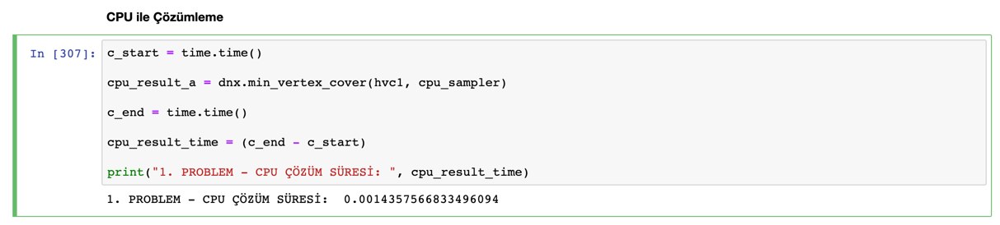 CPU ile Çözümleme
In [307]: c_start = time.time()
cpu_result_a = dnx.min_vertex_cover(hvc1, cpu_sampler)
c_end = time.time()
cpu_result_time = (c_end - c_start)
print("1. PROBLEM - CPU ÇÖZÜM SÜRESİ: ", cpu_result_time)
1. PROBLEM - CPU ÇÖZÜM SÜRESİ:  0.0014357566833496094